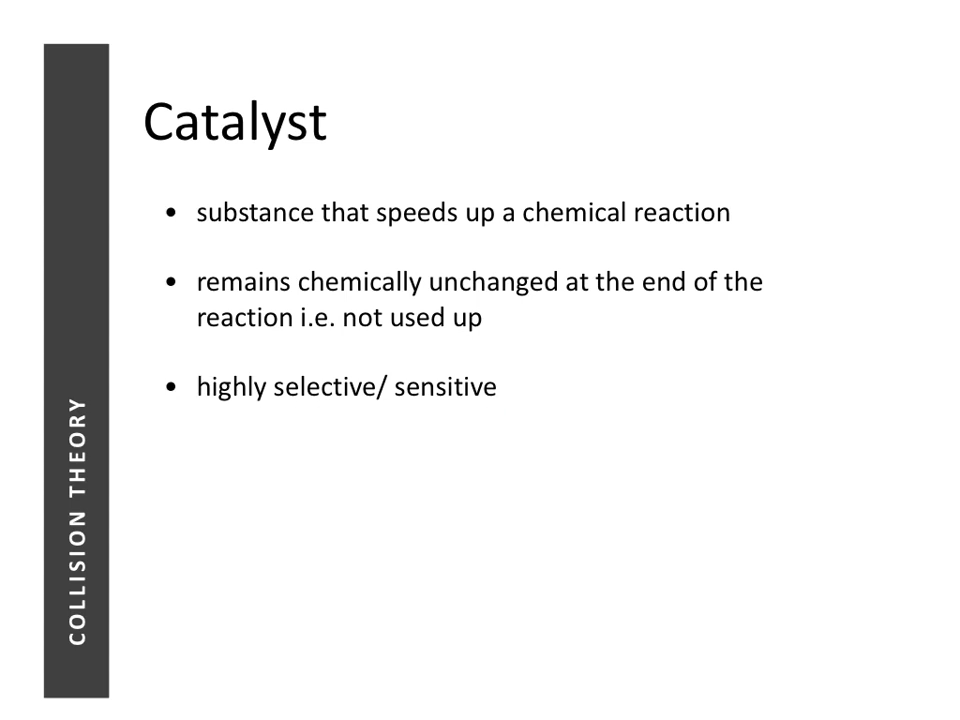 COLLISION THEORY
Catalyst
• substance that speeds up a chemical reaction
• remains chemically unchanged at the end of the
reaction i.e. not used up
• highly selective/ sensitive